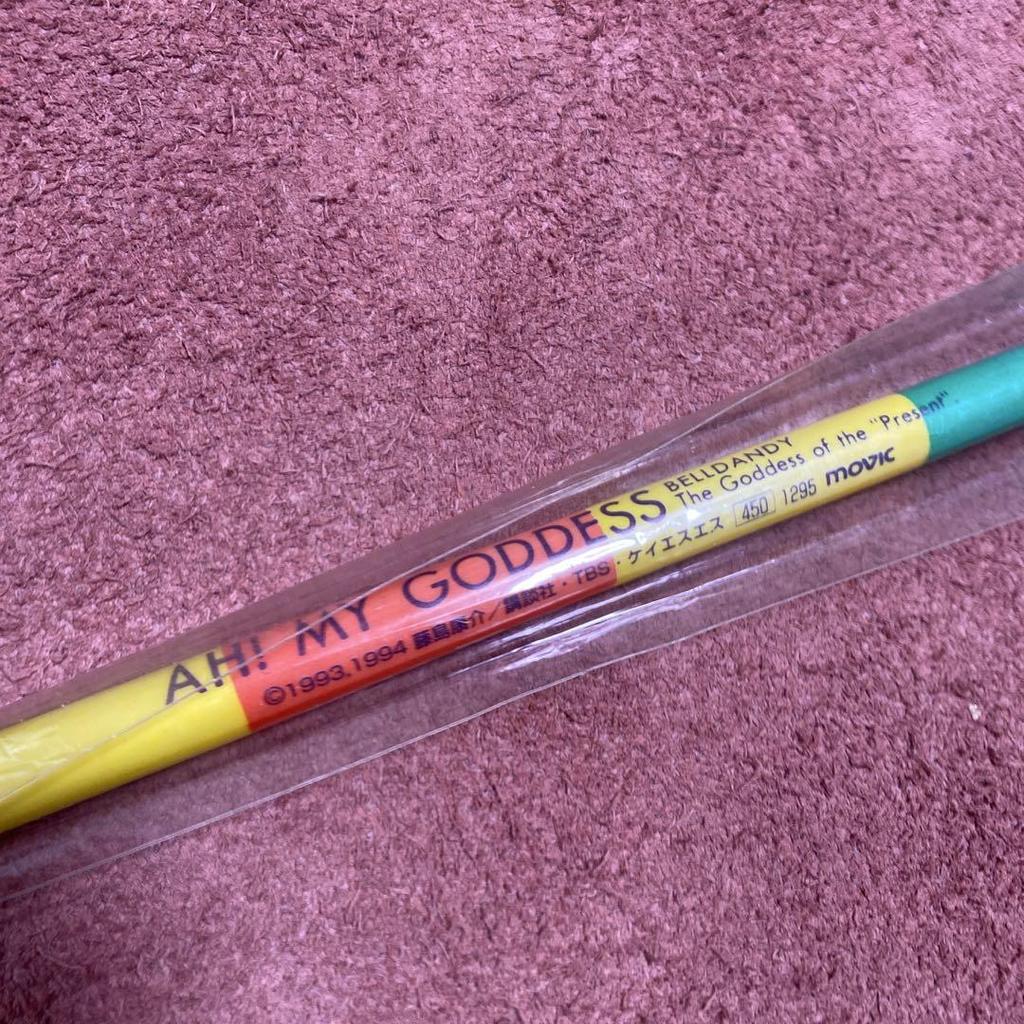 AH! MY GODDESS
BELLDANDY
The Goddess of the "Present"
©1993.1994 藤島康介／講談社・TBS・ケイエスエス 450 1295 movic